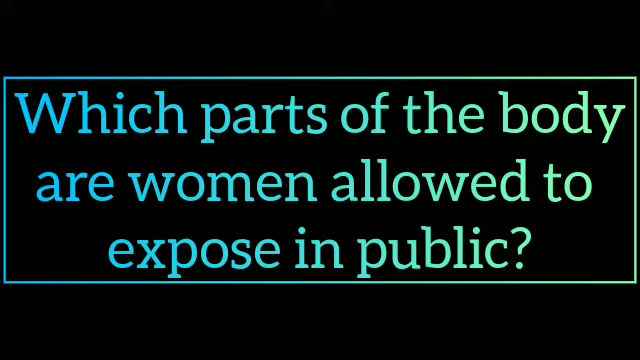 Which parts of the body
are women allowed to
expose in public?